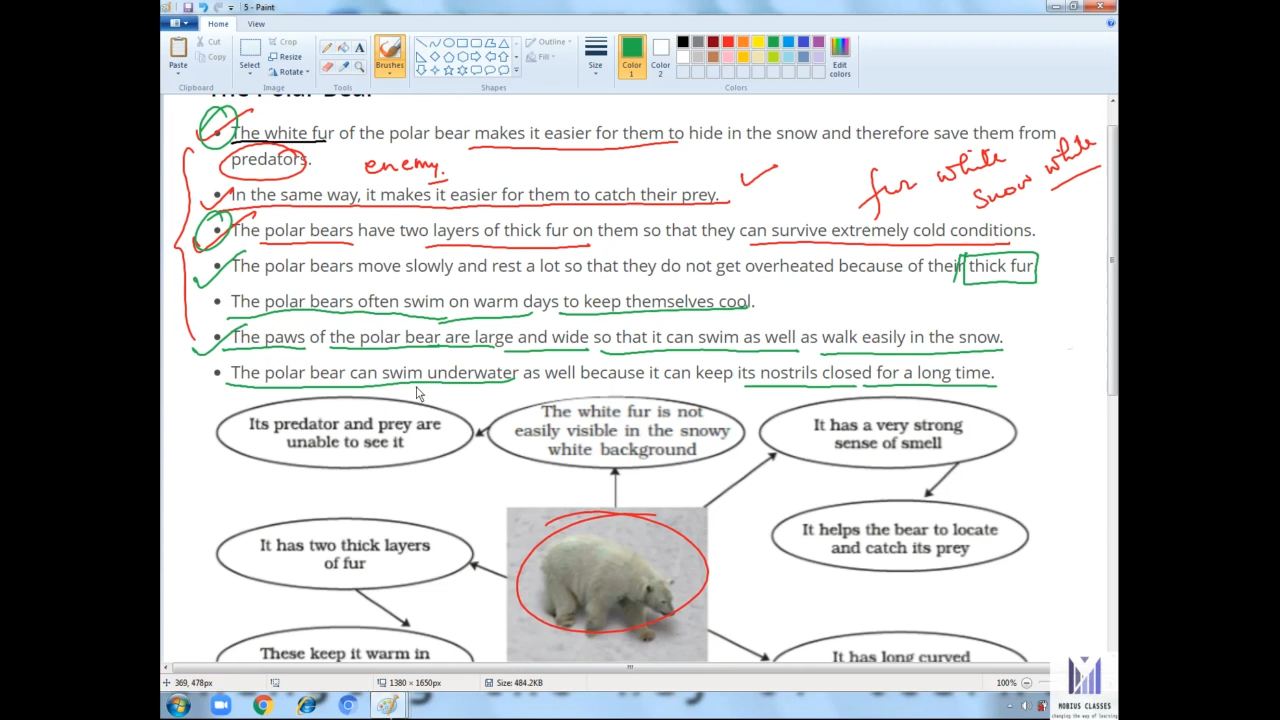 5 - Paint
Home View
Cut
Copy
Paste
Clipboard
Crop
Resize
Rotate
Select
Image
Tools
Brushes
Outline
Fill
Shapes
Size
Color 1
Color 2
Edit colors
Colors
The Polar Bear
• The white fur of the polar bear makes it easier for them to hide in the snow and therefore save them from
predators.
enemy.
• In the same way, it makes it easier for them to catch their prey.
fur white
snow white
• The polar bears have two layers of thick fur on them so that they can survive extremely cold conditions.
• The polar bears move slowly and rest a lot so that they do not get overheated because of their thick fur.
• The polar bears often swim on warm days to keep themselves cool.
• The paws of the polar bear are large and wide so that it can swim as well as walk easily in the snow.
• The polar bear can swim underwater as well because it can keep its nostrils closed for a long time.
Its predator and prey are
unable to see it
The white fur is not
easily visible in the snowy
white background
It has a very strong
sense of smell
It helps the bear to locate
and catch its prey
It has two thick layers
of fur
These keep it warm in
It has long curved
369, 478px
1380 × 1650px
Size: 484.2KB
100%
MOBIUS CLASSES
changing the way of learning